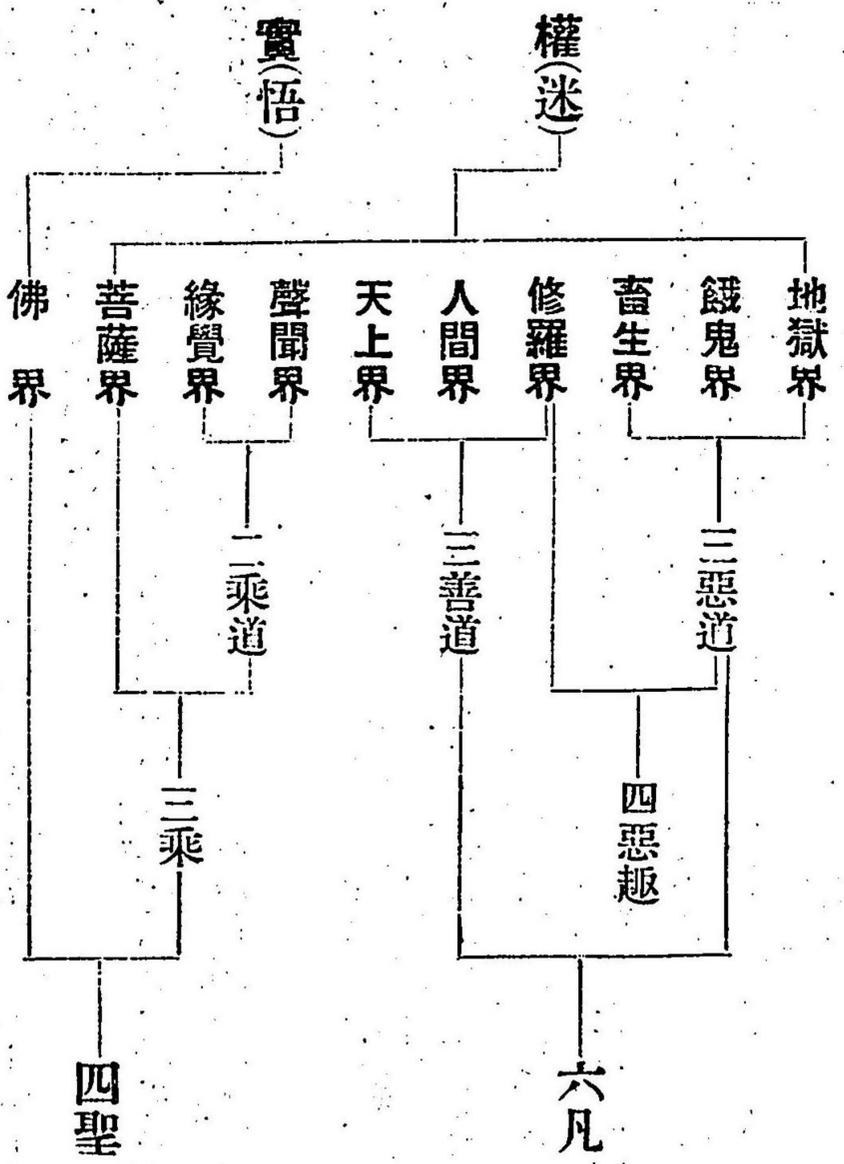 權(迷)
實(悟)
地獄界
餓鬼界
畜生界
修羅界
人間界
天上界
聲聞界
緣覺界
菩薩界
佛界
三惡道
三善道
二乘道
四惡趣
三乘
六凡
四聖